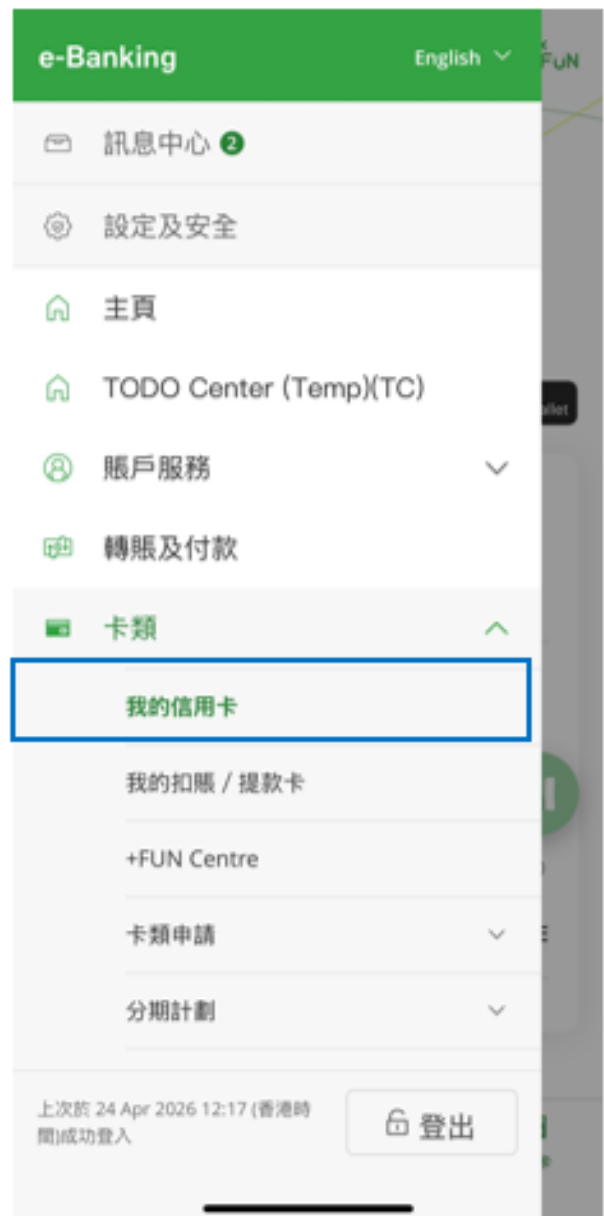 e-Banking
English
FUN
訊息中心 2
設定及安全
主頁
TODO Center (Temp)(TC)
賬戶服務
轉賬及付款
卡類
我的信用卡
我的扣賬 / 提款卡
+FUN Centre
卡類申請
分期計劃
上次於 24 Apr 2026 12:17 (香港時
間)成功登入
登出